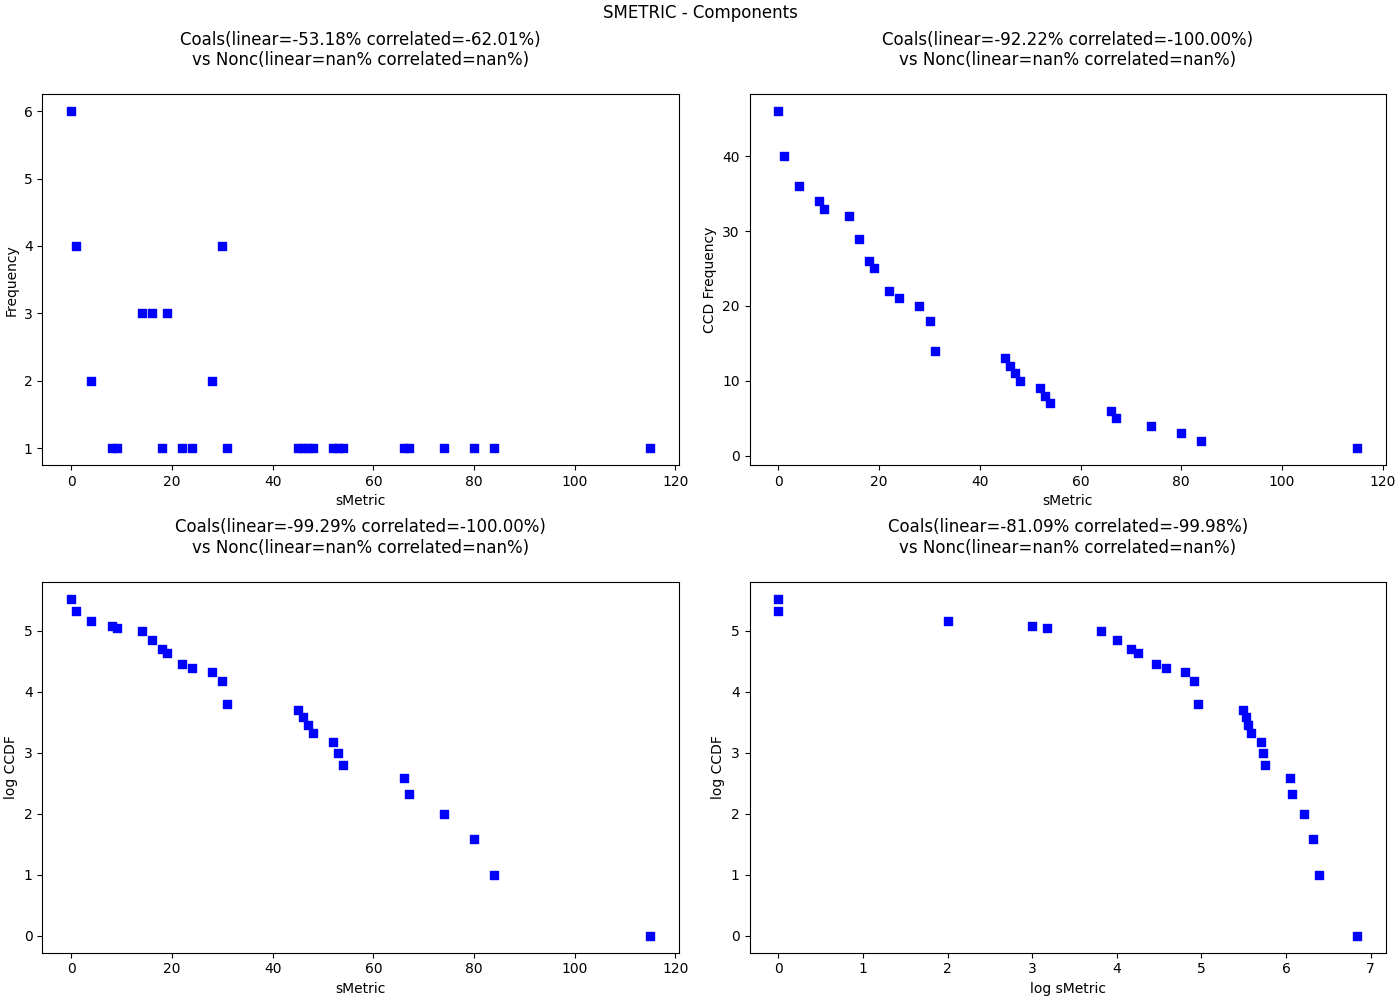 SMETRIC - Components
Coals(linear=-53.18% correlated=-62.01%)
vs Nonc(linear=nan% correlated=nan%)
Frequency
6
5
4
3
2
1
0 20 40 60 80 100 120
sMetric
Coals(linear=-92.22% correlated=-100.00%)
vs Nonc(linear=nan% correlated=nan%)
CCD Frequency
40
30
20
10
0
0 20 40 60 80 100 120
sMetric
Coals(linear=-99.29% correlated=-100.00%)
vs Nonc(linear=nan% correlated=nan%)
log CCDF
5
4
3
2
1
0
0 20 40 60 80 100 120
sMetric
Coals(linear=-81.09% correlated=-99.98%)
vs Nonc(linear=nan% correlated=nan%)
log CCDF
5
4
3
2
1
0
0 1 2 3 4 5 6 7
log sMetric